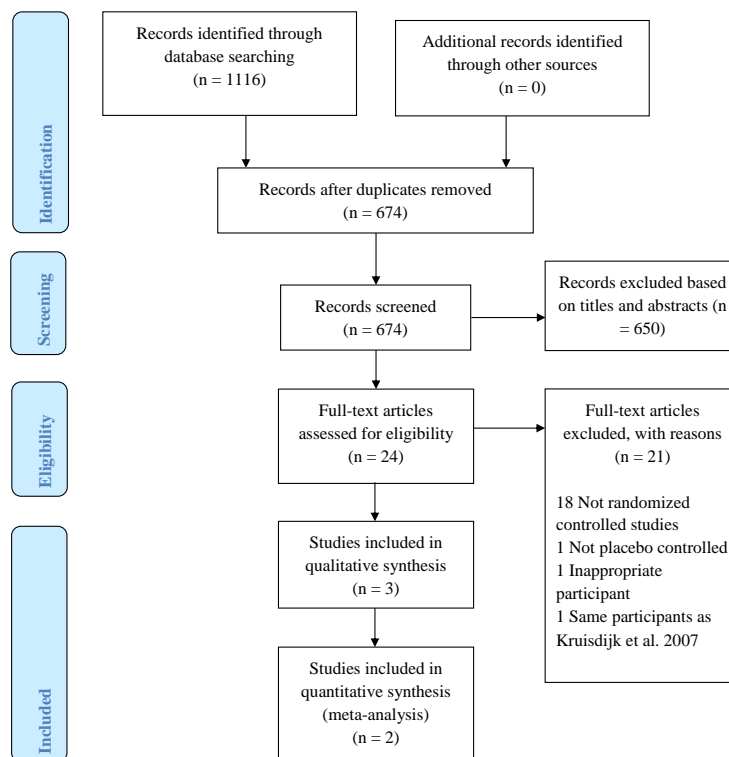 Identification
Records identified through
database searching
(n = 1116)
Additional records identified
through other sources
(n = 0)
Records after duplicates removed
(n = 674)
Screening
Records screened
(n = 674)
Records excluded based
on titles and abstracts (n
= 650)
Eligibility
Full-text articles
assessed for eligibility
(n = 24)
Full-text articles
excluded, with reasons
(n = 21)
18 Not randomized
controlled studies
1 Not placebo controlled
1 Inappropriate
participant
1 Same participants as
Kruisdijk et al. 2007
Included
Studies included in
qualitative synthesis
(n = 3)
Studies included in
quantitative synthesis
(meta-analysis)
(n = 2)